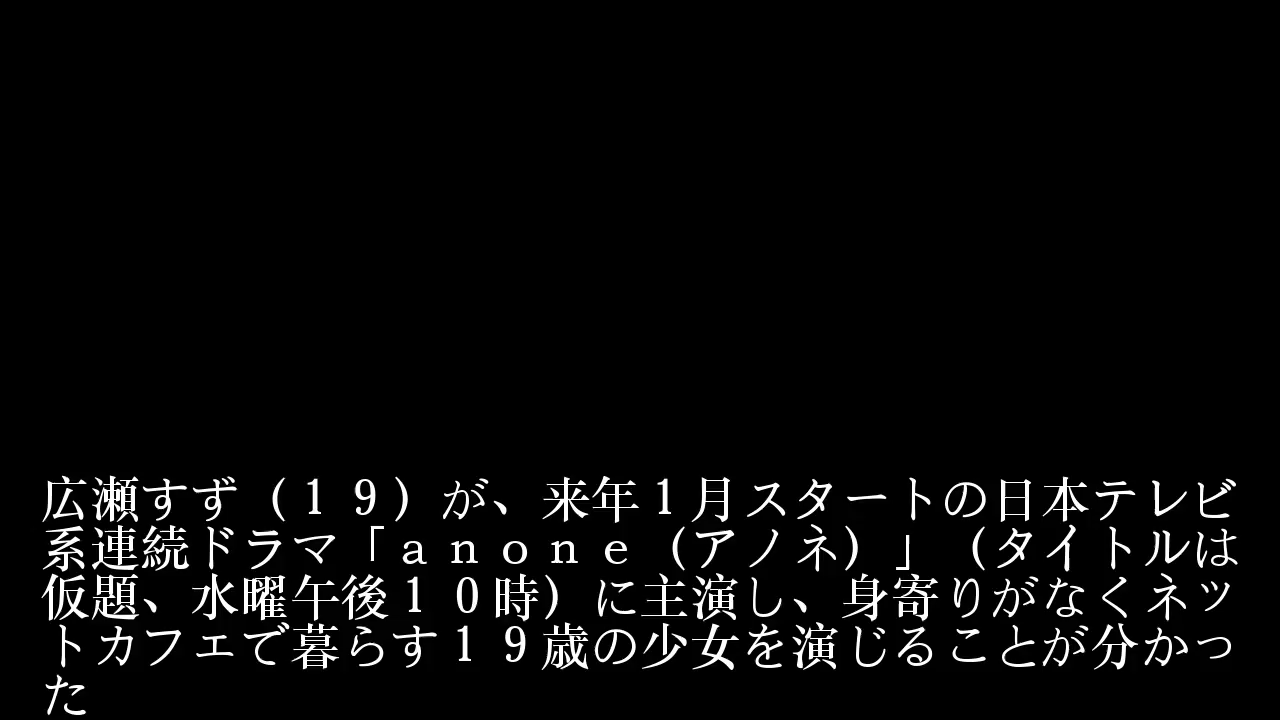 広瀬すず（１９）が、来年１月スタートの日本テレビ
系連続ドラマ「ａｎｏｎｅ（アノネ）」（タイトルは
仮題、水曜午後１０時）に主演し、身寄りがなくネッ
トカフェで暮らす１９歳の少女を演じることが分かっ
た